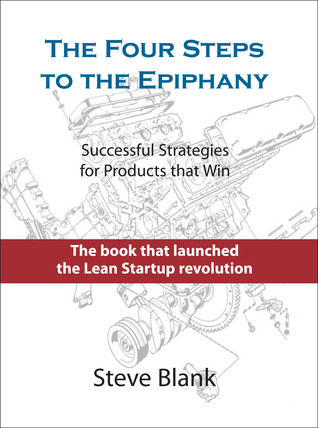 The Four Steps
to the Epiphany
Successful Strategies
for Products that Win
The book that launched
the Lean Startup revolution
Steve Blank